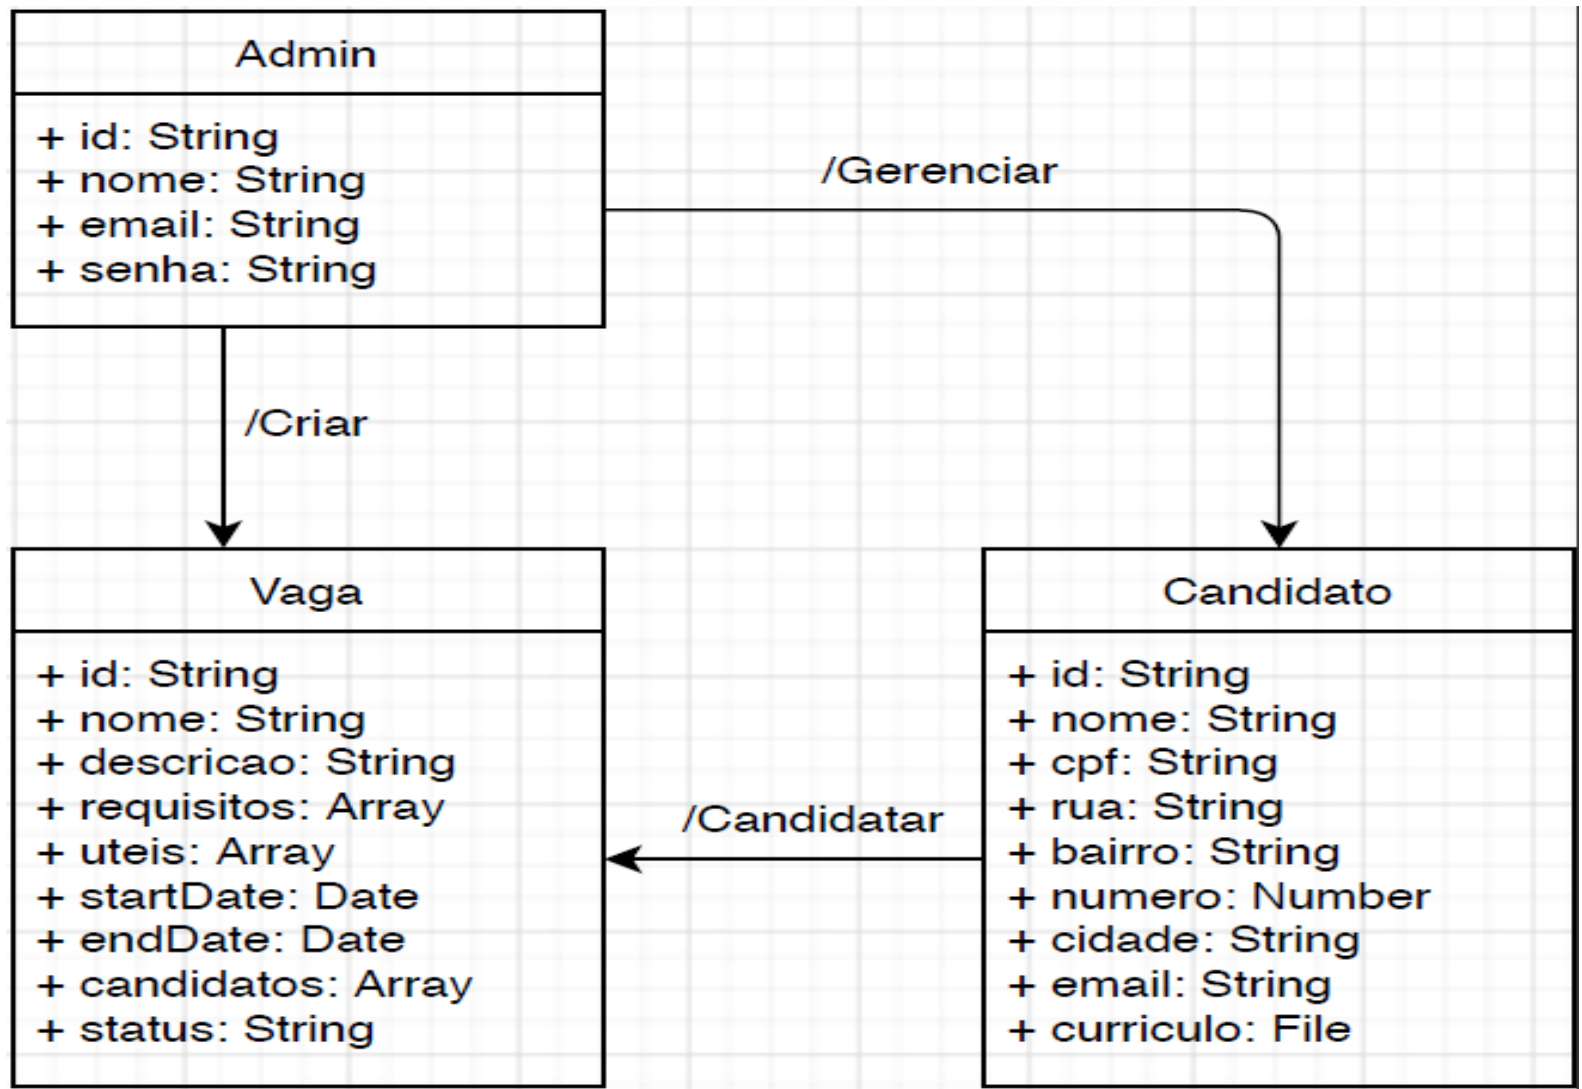 Admin
+ id: String
+ nome: String
+ email: String
+ senha: String
/Gerenciar
/Criar
Vaga
+ id: String
+ nome: String
+ descricao: String
+ requisitos: Array
+ uteis: Array
+ startDate: Date
+ endDate: Date
+ candidatos: Array
+ status: String
/Candidatar
Candidato
+ id: String
+ nome: String
+ cpf: String
+ rua: String
+ bairro: String
+ numero: Number
+ cidade: String
+ email: String
+ curriculo: File